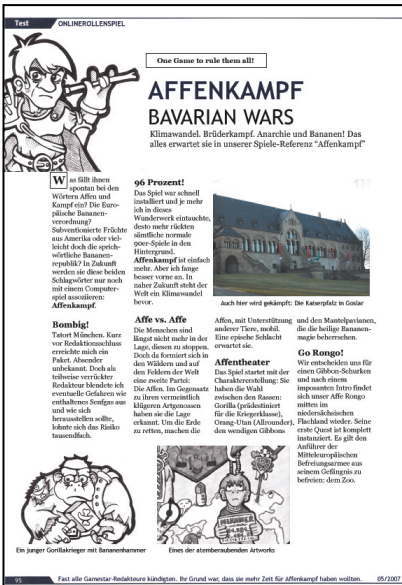 Test ONLINEROLLENSPIEL
One Game to rule them all!
AFFENKAMPF
BAVARIAN WARS
Klimawandel. Brüderkampf. Anarchie und Bananen! Das
alles erwartet sie in unserer Spiele-Referenz “Affenkampf”
Was fällt ihnen
spontan bei den
Wörtern Affen und
Kampf ein? Die Euro-
päische Bananen-
verordnung?
Subventionierte Früchte
aus Amerika oder viel-
leicht doch die sprich-
wörtliche Bananen-
republik? In Zukunft
werden sie diese beiden
Schlagwörter nur noch
mit einem Computer-
spiel assoziieren:
Affenkampf.
Bombig!
Tatort München. Kurz
vor Redaktionsschluss
erreichte mich ein
Paket. Absender
unbekannt. Doch als
teilweise verrückter
Redakteur blendete ich
eventuelle Gefahren wie
enthaltenes Senfgas aus
und wie sich
herausstellen sollte,
lohnte sich das Risiko
tausendfach.
96 Prozent!
Das Spiel war schnell
installiert und je mehr
ich in dieses
Wunderwerk eintauchte,
desto mehr rückten
sämtliche normale
90er-Spiele in den
Hintergrund.
Affenkampf ist einfach
mehr. Aber ich fange
besser vorne an. In
naher Zukunft steht der
Welt ein Klimawandel
bevor.
Affe vs. Affe
Die Menschen sind
längst nicht mehr in der
Lage, diesen zu stoppen.
Doch da formiert sich in
den Wäldern und auf
den Feldern der Welt
eine zweite Partei:
Die Affen. Im Gegensatz
zu ihren vermeintlich
klügeren Artgenossen
haben sie die Lage
erkannt. Um die Erde
zu retten, machen die
Auch hier wird gekämpft: Die Kaiserpfalz in Goslar
Affen, mit Unterstützung
anderer Tiere, mobil.
Eine epische Schlacht
erwartet sie.
Affentheater
Das Spiel startet mit der
Charaktererstellung: Sie
haben die Wahl
zwischen den Rassen:
Gorilla (prädestiniert
für die Kriegerklasse),
Orang-Utan (Allrounder),
den wendigen Gibbons
und den Mantelpavianen,
die die heilige Bananen-
magie beherrschen.
Go Rongo!
Wir entscheiden uns für
einen Gibbon-Schurken
und nach einem
imposanten Intro findet
sich unser Affe Rongo
mitten im
niedersächsischen
Flachland wieder. Seine
erste Quest ist komplett
instanziert. Es gilt den
Anführer der
Mitteleuropäischen
Befreiungsarmee aus
seinem Gefängnis zu
befreien: dem Zoo.
Ein junger Gorillakrieger mit Bananenhammer
Eines der atemberaubenden Artworks
95 Fast alle Gamestar-Redakteure kündigten. Ihr Grund war, dass sie mehr Zeit für Affenkampf haben wollten. 05/2007